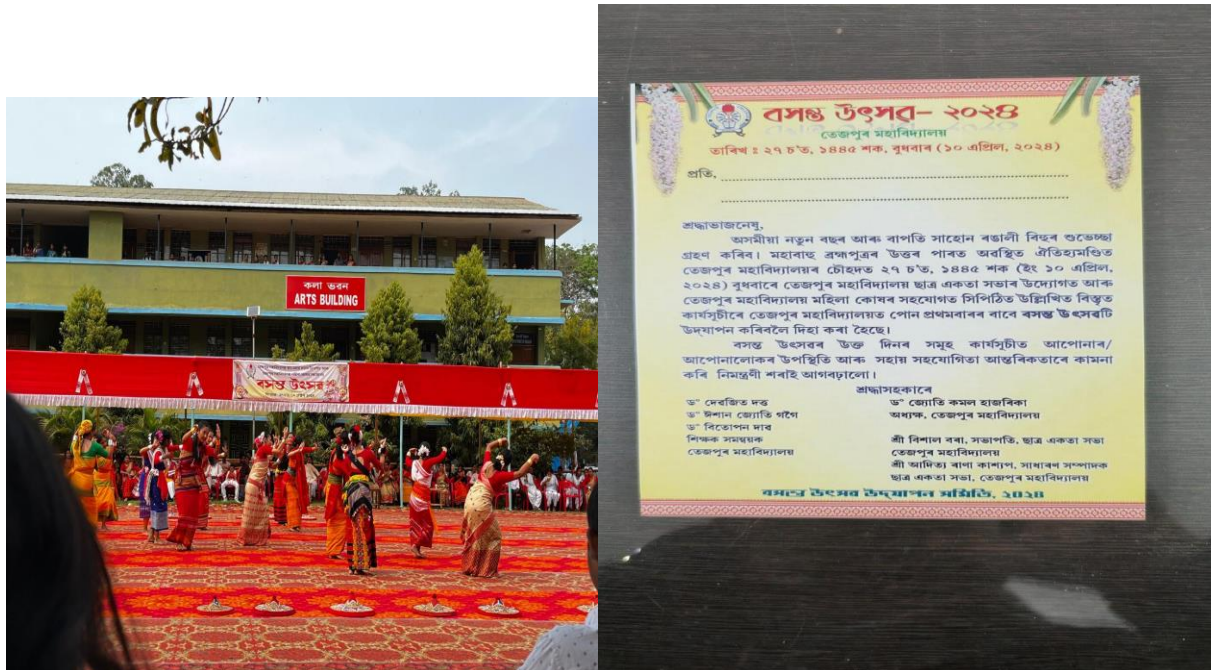 কলা ভৱন
ARTS BUILDING
বসন্ত উৎসৱ
বসন্ত উৎসৱ– ২০২৪
তেজপুৰ মহাবিদ্যালয়
তাৰিখ ঃ ২৭ চ'ত, ১৪৪৫ শক, বুধবাৰ (১০ এপ্ৰিল, ২০২৪)
প্ৰতি,
শ্ৰদ্ধাভাজনেষু,
অসমীয়া নতুন বছৰ আৰু বাপতি সাহোন ৰঙালী বিহুৰ শুভেচ্ছা
গ্ৰহণ কৰিব। মহাবাহু ব্ৰহ্মপুত্ৰৰ উত্তৰ পাৰত অৱস্থিত ঐতিহ্যমণ্ডিত
তেজপুৰ মহাবিদ্যালয়ৰ চৌহদত ২৭ চ'ত, ১৪৪৫ শক (ইং ১০ এপ্ৰিল,
২০২৪) বুধবাৰে তেজপুৰ মহাবিদ্যালয় ছাত্ৰ একতা সভাৰ উদ্যোগত আৰু
তেজপুৰ মহাবিদ্যালয় মহিলা কোষৰ সহযোগত সিপিঠিত উল্লিখিত বিস্তৃত
কাৰ্যসূচীৰে তেজপুৰ মহাবিদ্যালয়ত পোন প্ৰথমবাৰৰ বাবে বসন্ত উৎসৱটি
উদ্‌যাপন কৰিবলৈ দিহা কৰা হৈছে।
বসন্ত উৎসৱৰ উক্ত দিনৰ সমূহ কাৰ্যসূচীত আপোনাৰ/
আপোনালোকৰ উপস্থিতি আৰু সহায় সহযোগিতা আন্তৰিকতাৰে কামনা
কৰি নিমন্ত্ৰণী শৰাই আগবঢ়ালো।
শ্ৰদ্ধাসহকাৰে
ড° দেৱজিত দত্ত
ড° ঈশান জ্যোতি গগৈ
ড° বিতোপন দাৱ
শিক্ষক সমন্বয়ক
তেজপুৰ মহাবিদ্যালয়
ড° জ্যোতি কমল হাজৰিকা
অধ্যক্ষ, তেজপুৰ মহাবিদ্যালয়
শ্ৰী বিশাল বৰা, সভাপতি, ছাত্ৰ একতা সভা
তেজপুৰ মহাবিদ্যালয়
শ্ৰী আদিত্য ৰাণা কাশ্যপ, সাধাৰণ সম্পাদক
ছাত্ৰ একতা সভা, তেজপুৰ মহাবিদ্যালয়
বসন্ত উৎসৱ উদ্‌যাপন সমিতি, ২০২৪